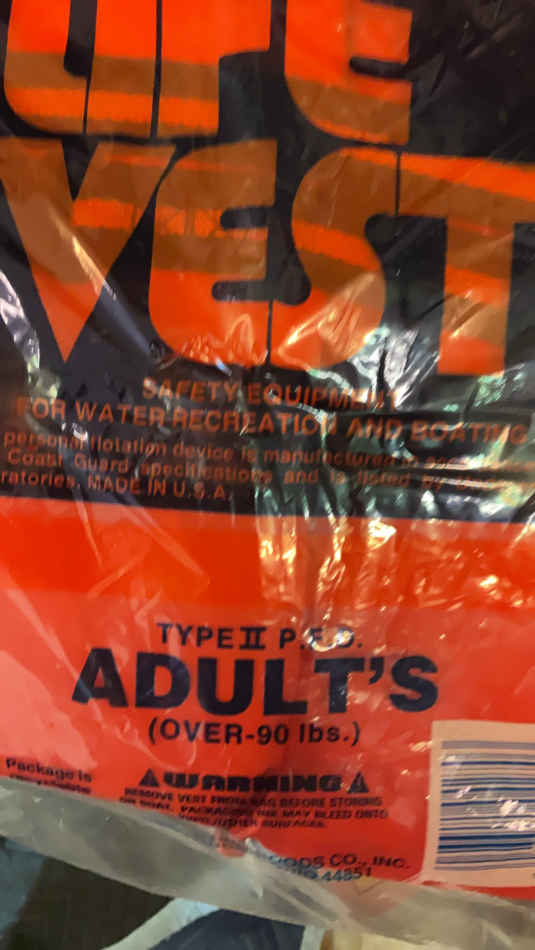 LIFE
VEST
SAFETY EQUIPMENT
FOR WATER RECREATION AND BOATING
personal flotation device is manufactured
Coast Guard specifications and is listed by
ratories. MADE IN U.S.A.
TYPE II P.F.D.
ADULT'S
(OVER-90 lbs.)
Package is
recyclable
WARNING
REMOVE VEST FROM BAG BEFORE STORING
ON BOAT. PACKAGING INK MAY BLEED ONTO
SURFACES.
CO., INC.
44851